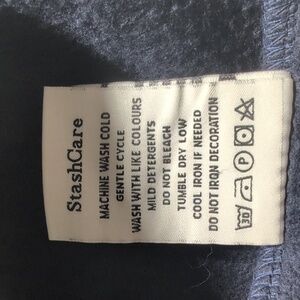 StashCare
MACHINE WASH COLD
GENTLE CYCLE
WASH WITH LIKE COLOURS
MILD DETERGENTS
DO NOT BLEACH
TUMBLE DRY LOW
COOL IRON IF NEEDED
DO NOT IRON DECORATION
30 P